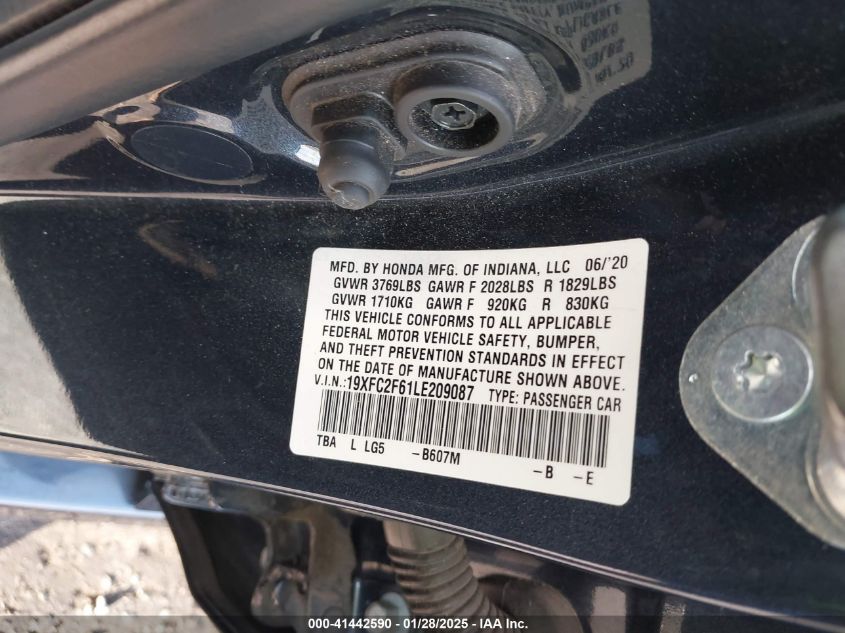 MFD. BY HONDA MFG. OF INDIANA, LLC 06/'20
GVWR 3769LBS GAWR F 2028LBS R 1829LBS
GVWR 1710KG GAWR F 920KG R 830KG
THIS VEHICLE CONFORMS TO ALL APPLICABLE
FEDERAL MOTOR VEHICLE SAFETY, BUMPER,
AND THEFT PREVENTION STANDARDS IN EFFECT
ON THE DATE OF MANUFACTURE SHOWN ABOVE.
V.I.N.:19XFC2F61LE209087 TYPE: PASSENGER CAR
TBA L LG5 -B607M -B -E
000-41442590 - 01/28/2025 - IAA Inc.